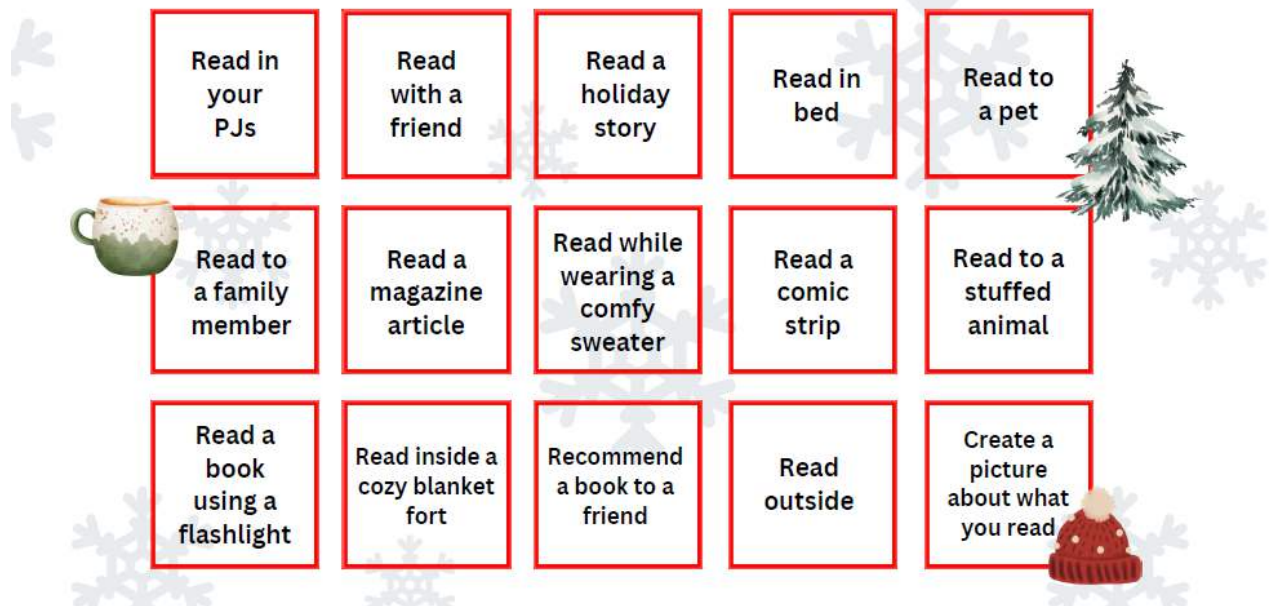 Read in
your
PJs
Read
with a
friend
Read a
holiday
story
Read in
bed
Read to
a pet
Read to
a family
member
Read a
magazine
article
Read while
wearing a
comfy
sweater
Read a
comic
strip
Read to a
stuffed
animal
Read a
book
using a
flashlight
Read inside a
cozy blanket
fort
Recommend
a book to a
friend
Read
outside
Create a
picture
about what
you read